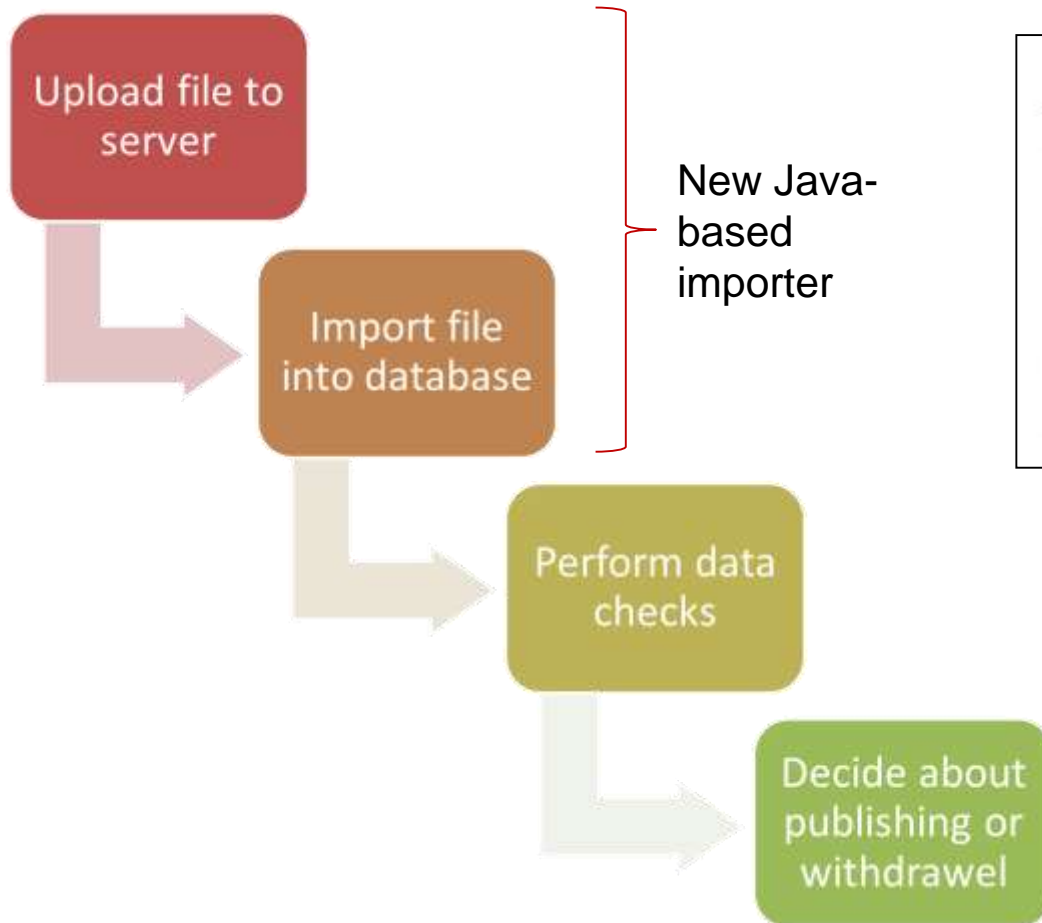 Upload file to
server
New Java-
based
importer
Import file
into database
Perform data
checks
Decide about
publishing or
withdrawel